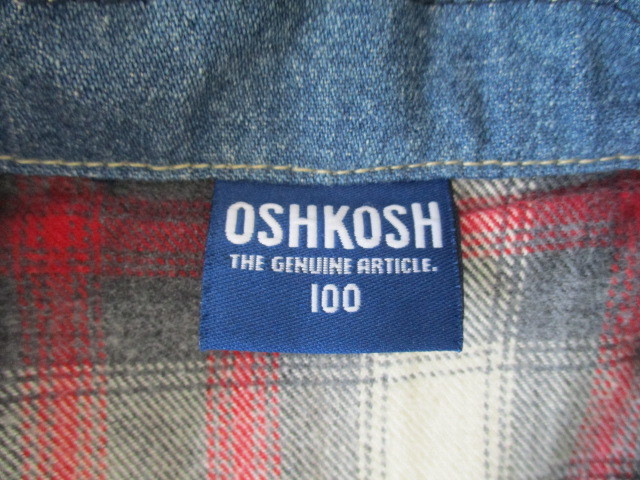 OSHKOSH
THE GENUINE ARTICLE.
100